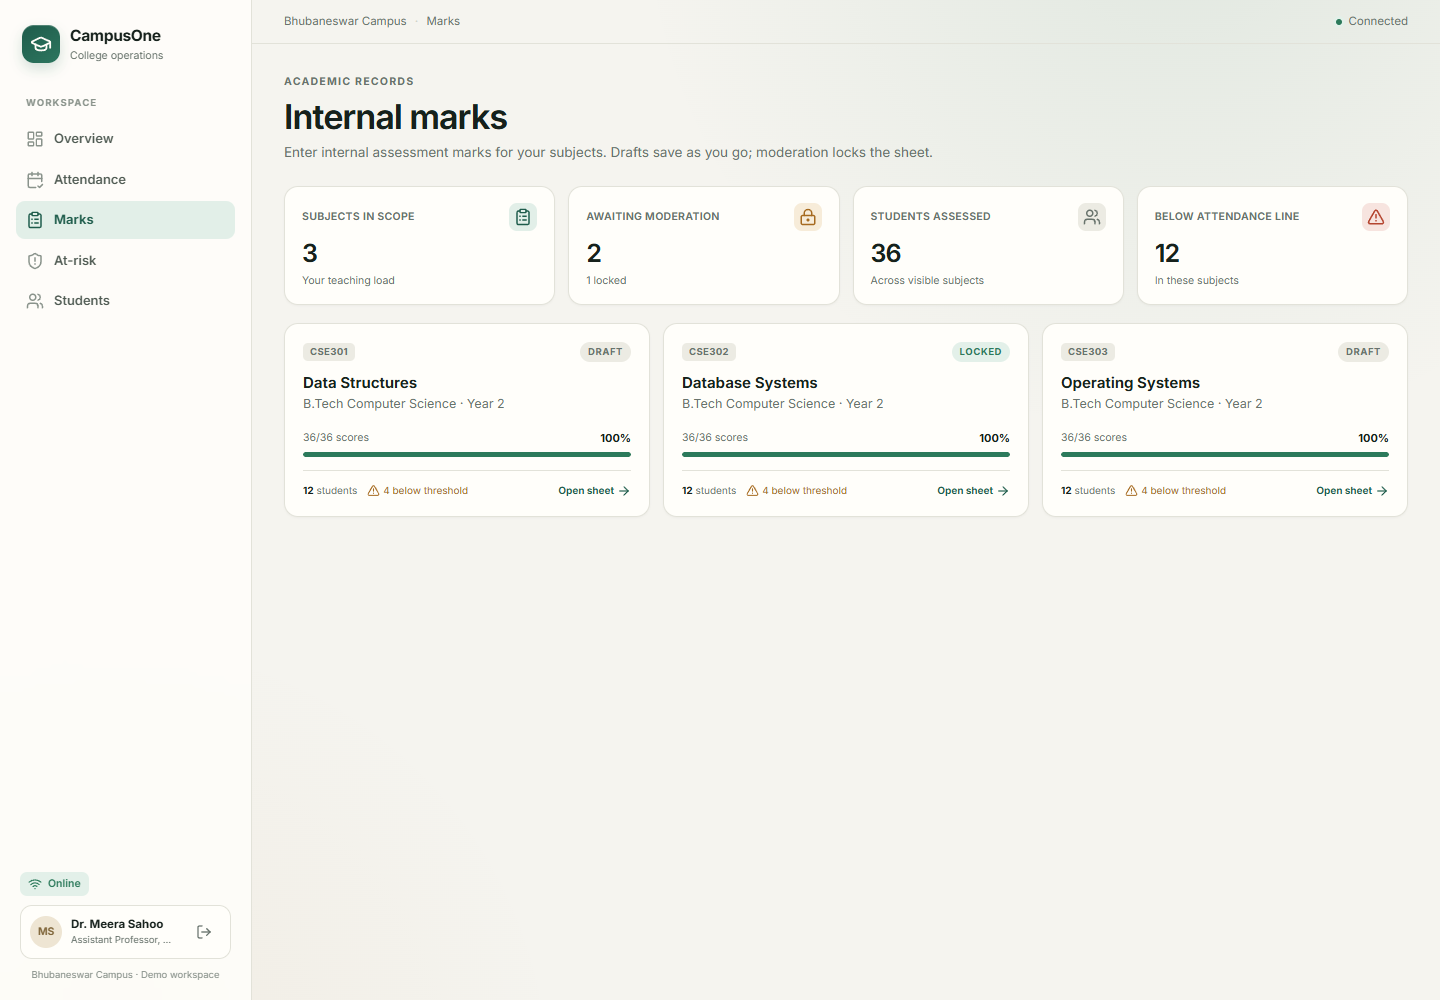 CampusOne
College operations
WORKSPACE
Overview
Attendance
Marks
At-risk
Students
Online
MS
Dr. Meera Sahoo
Assistant Professor, ...
Bhubaneswar Campus · Demo workspace
Bhubaneswar Campus · Marks
Connected
ACADEMIC RECORDS
Internal marks
Enter internal assessment marks for your subjects. Drafts save as you go; moderation locks the sheet.
SUBJECTS IN SCOPE
3
Your teaching load
AWAITING MODERATION
2
1 locked
STUDENTS ASSESSED
36
Across visible subjects
BELOW ATTENDANCE LINE
12
In these subjects
CSE301 DRAFT
Data Structures
B.Tech Computer Science · Year 2
36/36 scores 100%
12 students 4 below threshold Open sheet →
CSE302 LOCKED
Database Systems
B.Tech Computer Science · Year 2
36/36 scores 100%
12 students 4 below threshold Open sheet →
CSE303 DRAFT
Operating Systems
B.Tech Computer Science · Year 2
36/36 scores 100%
12 students 4 below threshold Open sheet →